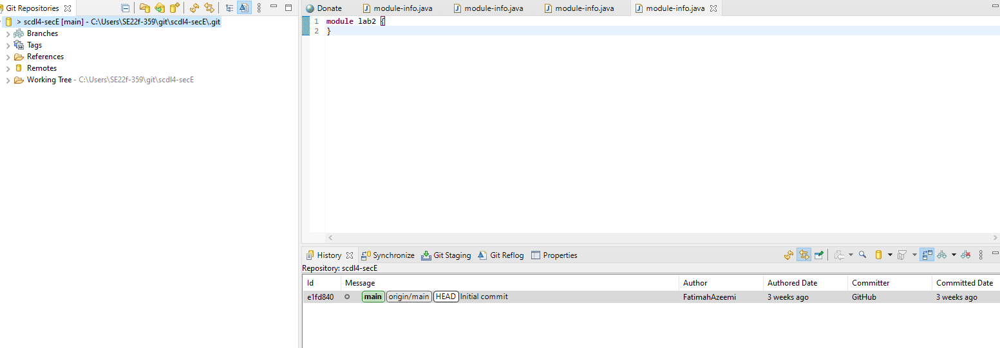 Git Repositories
> scdl4-secE [main] - C:\Users\SE22f-359\git\scdl4-secE\.git
Branches
Tags
References
Remotes
Working Tree - C:\Users\SE22f-359\git\scdl4-secE
Donate module-info.java module-info.java module-info.java module-info.java
1 module lab2 {
2 }
History Synchronize Git Staging Git Reflog Properties
Repository: scdl4-secE
Id Message Author Authored Date Committer Committed Date
e1fd840 main origin/main HEAD Initial commit FatimahAzeemi 3 weeks ago GitHub 3 weeks ago